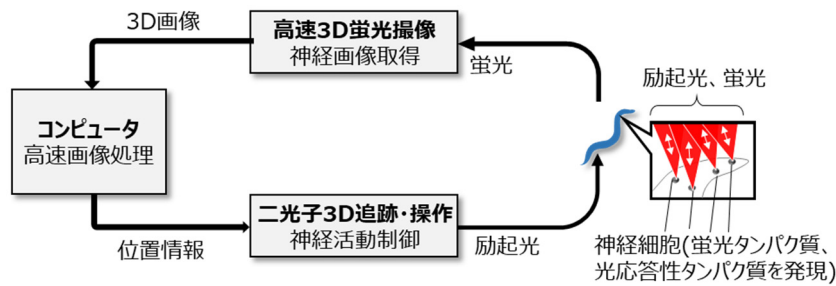 3D画像
高速3D蛍光撮像
神経画像取得
蛍光
励起光、蛍光
コンピュータ
高速画像処理
二光子3D追跡・操作
神経活動制御
位置情報
励起光
神経細胞(蛍光タンパク質、
光応答性タンパク質を発現)